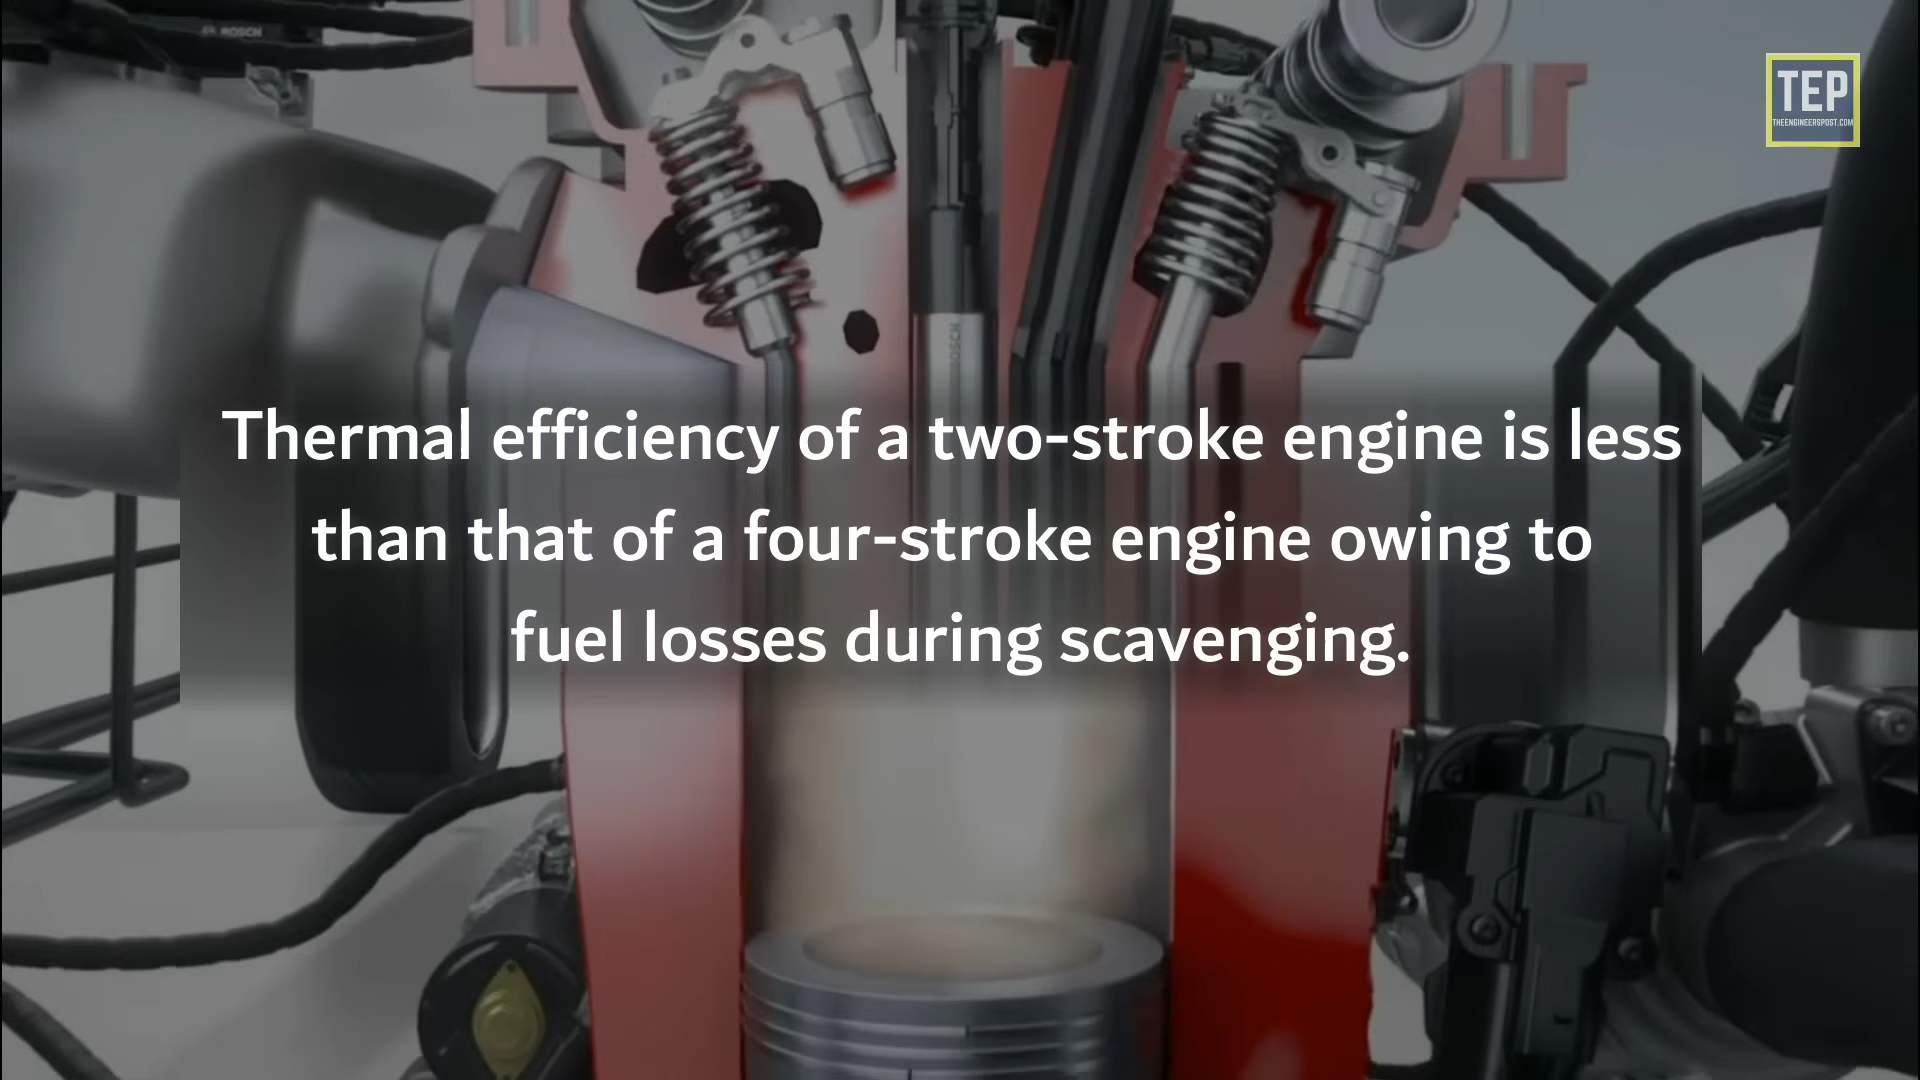 BOSCH
TEP
THEENGINEERSPOST.COM
BOSCH
Thermal efficiency of a two-stroke engine is less
than that of a four-stroke engine owing to
fuel losses during scavenging.